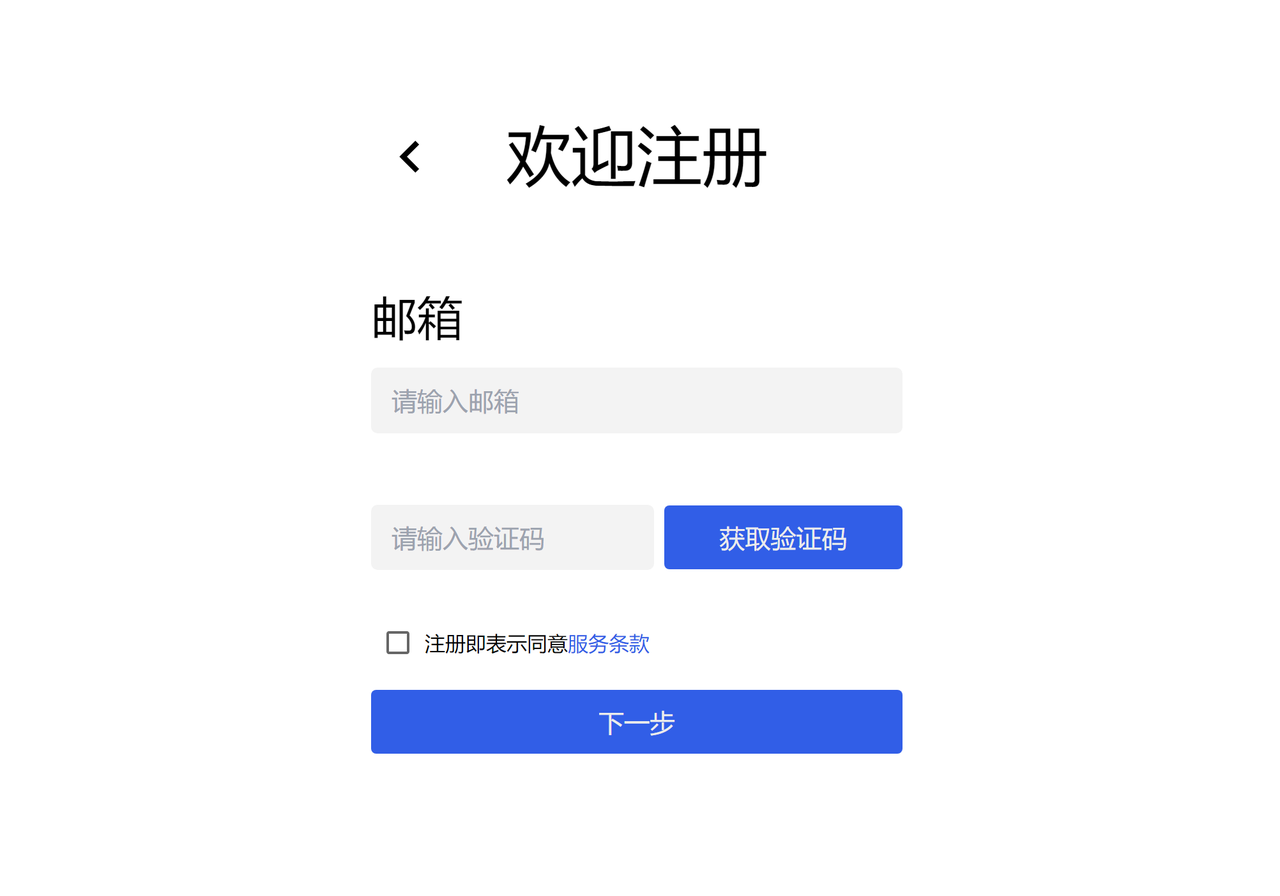 欢迎注册
邮箱
请输入邮箱
请输入验证码
获取验证码
注册即表示同意服务条款
下一步